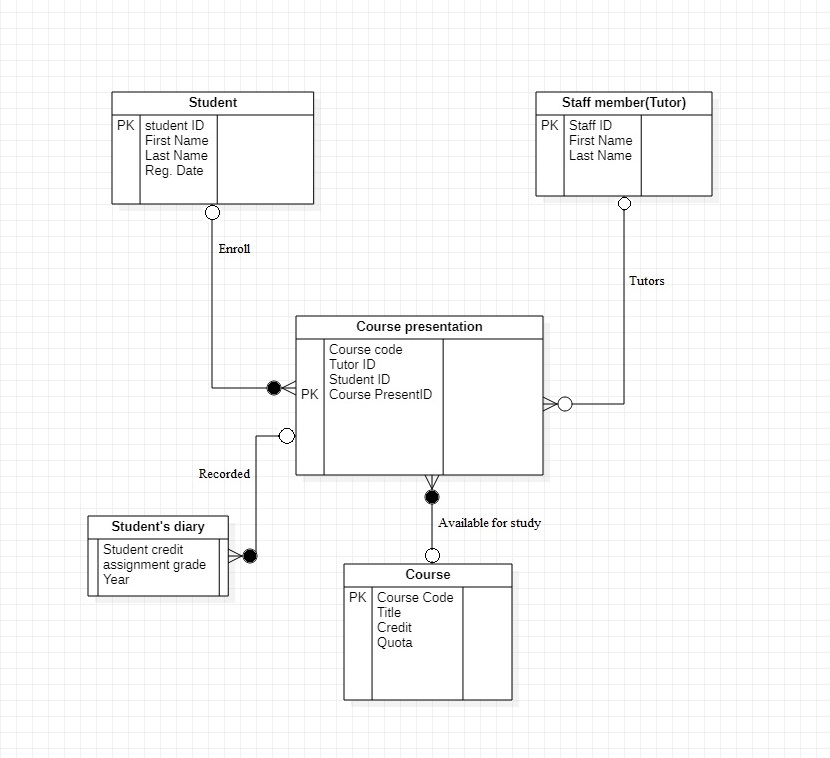 Student
PK student ID
First Name
Last Name
Reg. Date
Staff member(Tutor)
PK Staff ID
First Name
Last Name
Enroll
Tutors
Course presentation
Course code
Tutor ID
Student ID
PK Course PresentID
Recorded
Student's diary
Student credit
assignment grade
Year
Available for study
Course
PK Course Code
Title
Credit
Quota